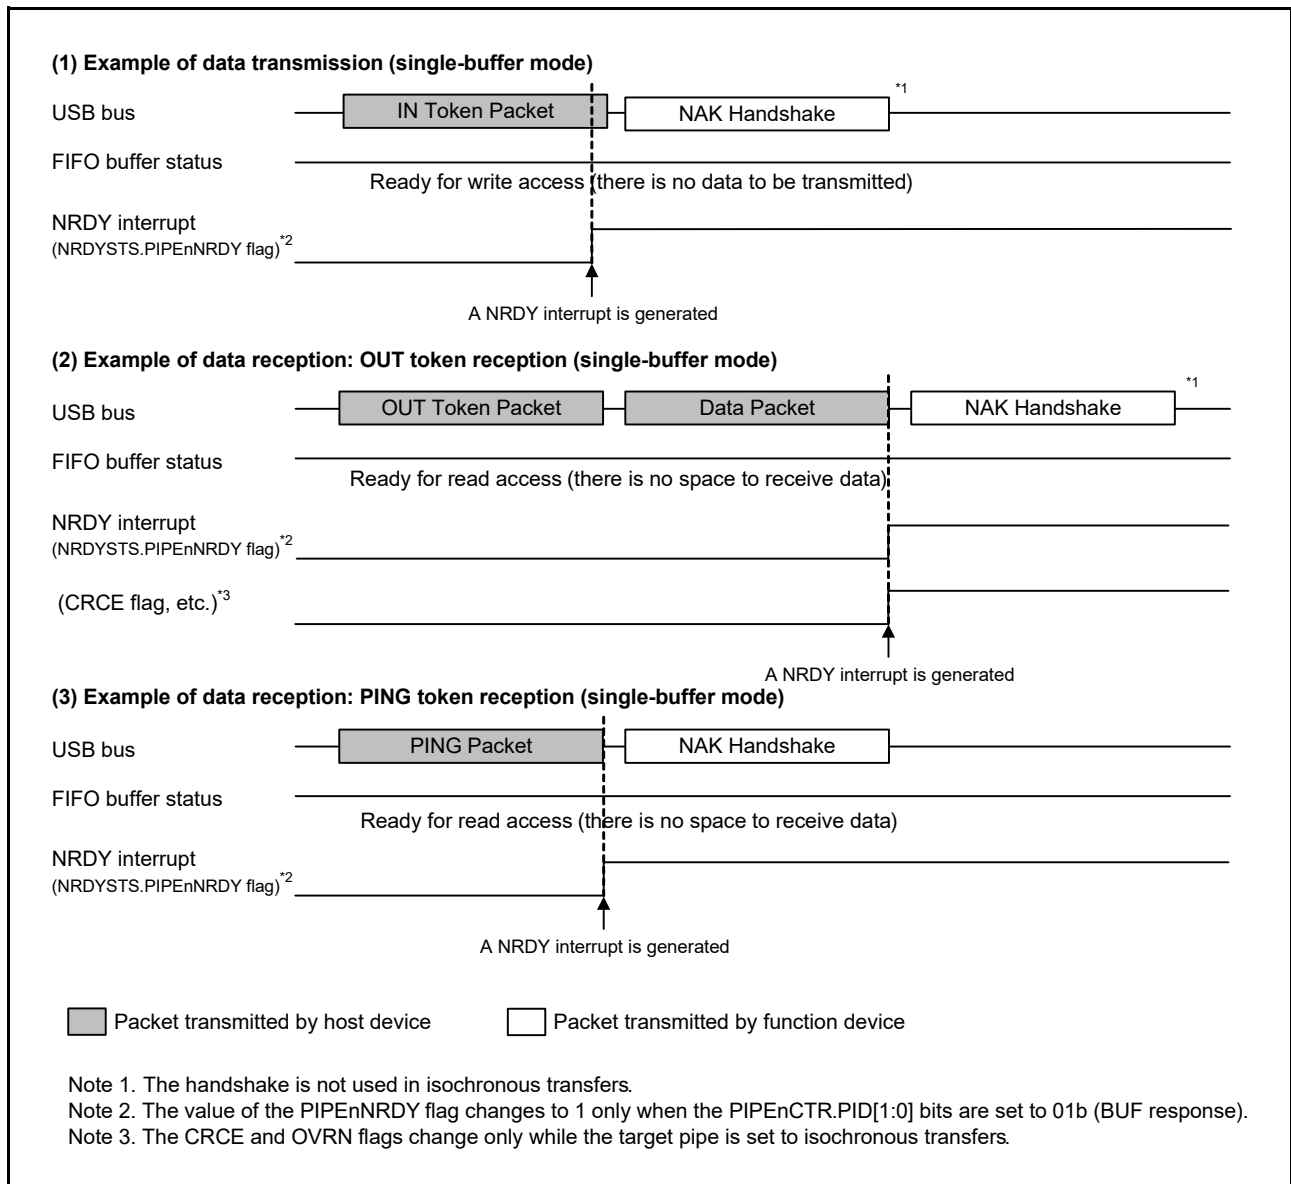 (1) Example of data transmission (single-buffer mode)
USB bus
IN Token Packet
NAK Handshake
*1
FIFO buffer status
Ready for write access (there is no data to be transmitted)
NRDY interrupt
(NRDYSTS.PIPEnNRDY flag)*2
A NRDY interrupt is generated
(2) Example of data reception: OUT token reception (single-buffer mode)
USB bus
OUT Token Packet
Data Packet
NAK Handshake
*1
FIFO buffer status
Ready for read access (there is no space to receive data)
NRDY interrupt
(NRDYSTS.PIPEnNRDY flag)*2
(CRCE flag, etc.)*3
A NRDY interrupt is generated
(3) Example of data reception: PING token reception (single-buffer mode)
USB bus
PING Packet
NAK Handshake
FIFO buffer status
Ready for read access (there is no space to receive data)
NRDY interrupt
(NRDYSTS.PIPEnNRDY flag)*2
A NRDY interrupt is generated
Packet transmitted by host device
Packet transmitted by function device
Note 1. The handshake is not used in isochronous transfers.
Note 2. The value of the PIPEnNRDY flag changes to 1 only when the PIPEnCTR.PID[1:0] bits are set to 01b (BUF response).
Note 3. The CRCE and OVRN flags change only while the target pipe is set to isochronous transfers.